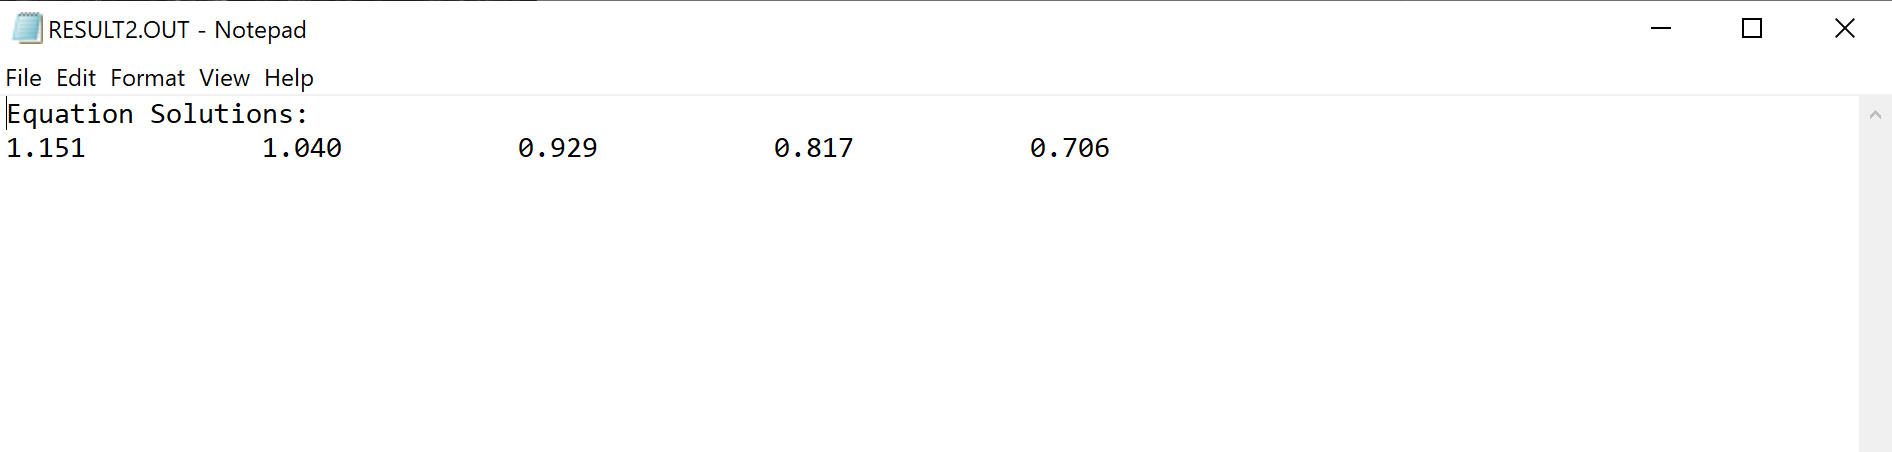 RESULT2.OUT - Notepad
File Edit Format View Help
Equation Solutions:
1.151 1.040 0.929 0.817 0.706